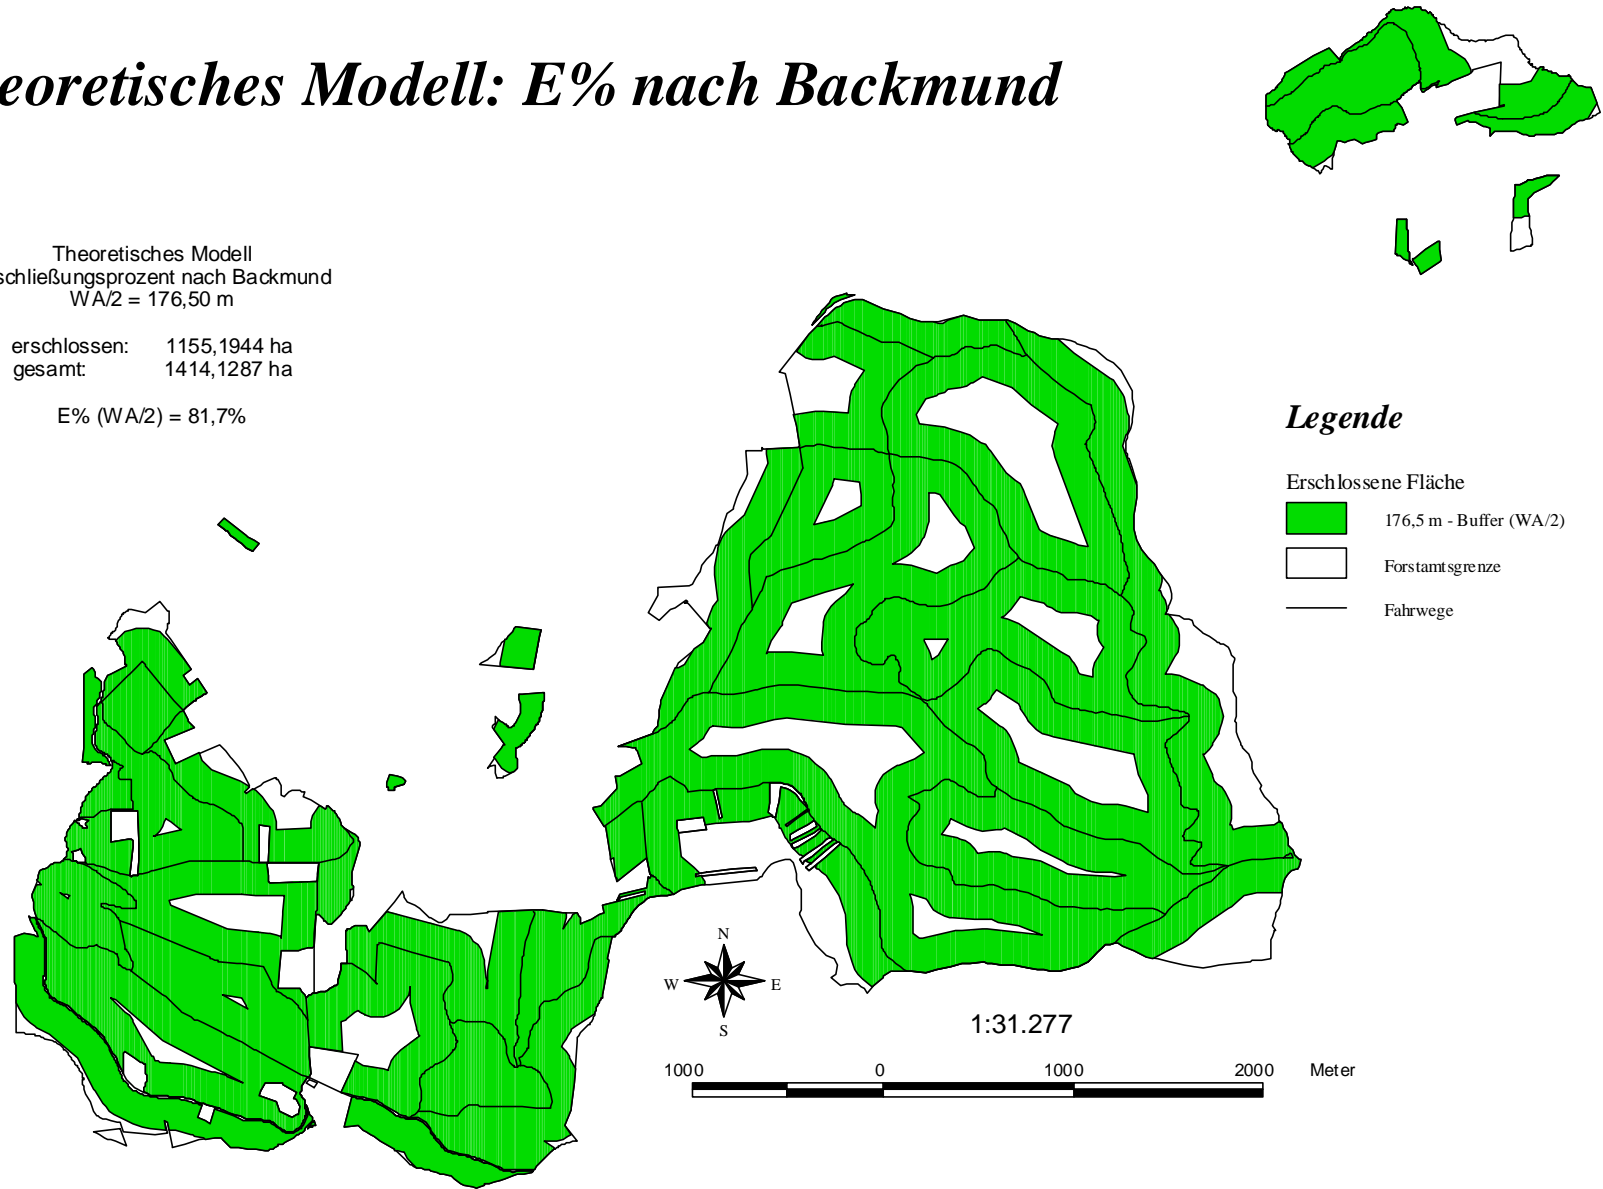 eoretisches Modell: E% nach Backmund
Theoretisches Modell
schließungsprozent nach Backmund
WA/2 = 176,50 m
erschlossen: 1155,1944 ha
gesamt: 1414,1287 ha
E% (WA/2) = 81,7%
Legende
Erschlossene Fläche
176,5 m - Buffer (WA/2)
Forstamtsgrenze
Fahrwege
N
W E
S
1:31.277
1000 0 1000 2000 Meter